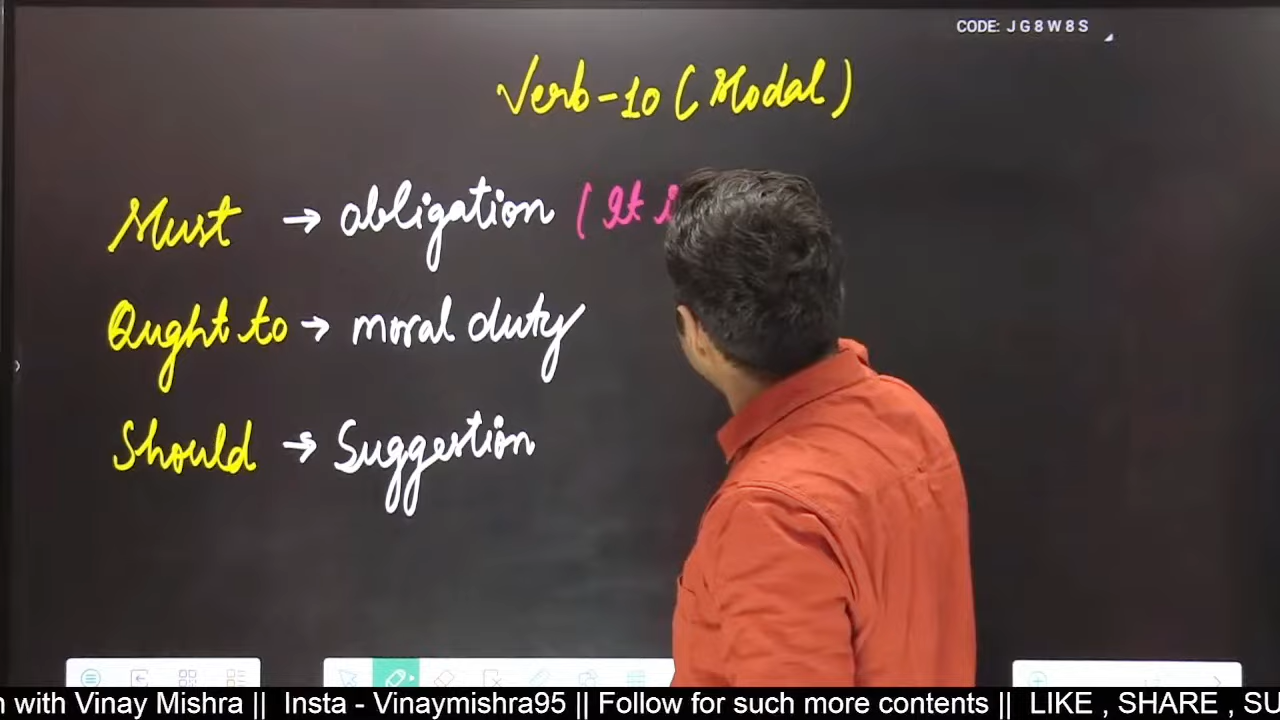 CODE: JG8W8S
Verb-10 (Modal)
Must → obligation ( It i
Ought to → moral duty
Should → Suggestion
with Vinay Mishra || Insta - Vinaymishra95 || Follow for such more contents || LIKE , SHARE , SU